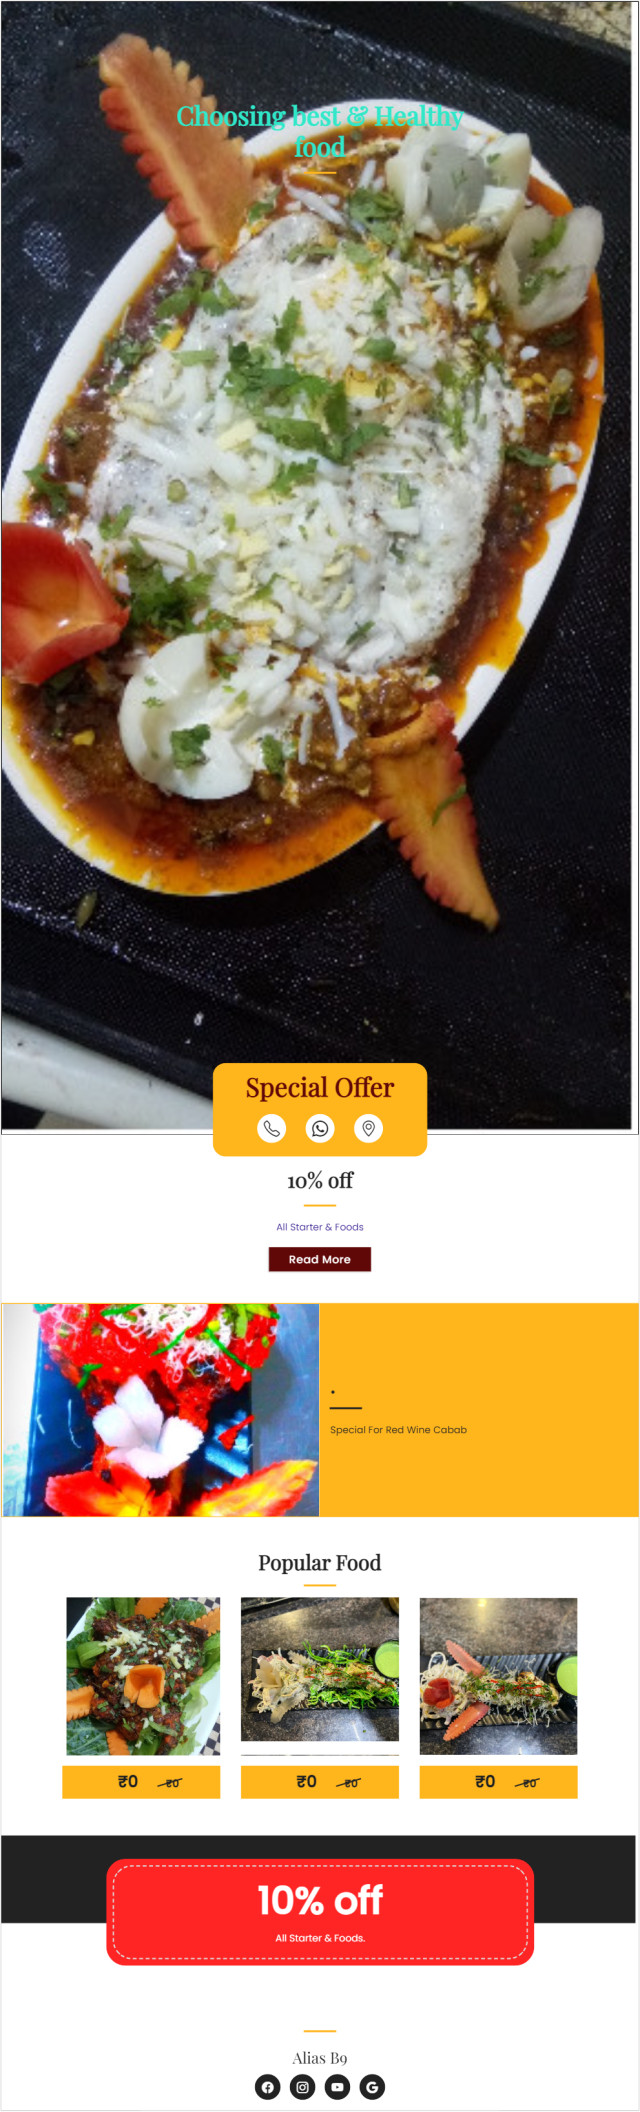 Choosing best & Healthy
food
Special Offer
10% off
All Starter & Foods
Read More
.
Special For Red Wine Cabab
Popular Food
₹0 ₹0
₹0 ₹0
₹0 ₹0
10% off
All Starter & Foods.
Alias B9